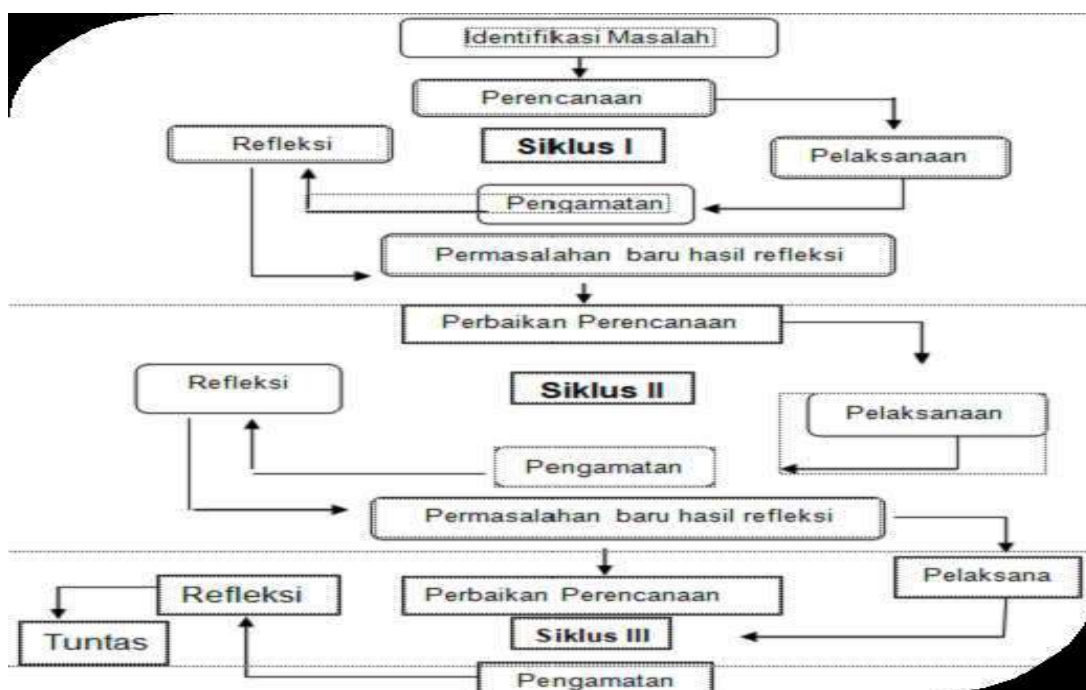 Identifikasi Masalah
Perencanaan
Refleksi
Siklus I
Pelaksanaan
Pengamatan
Permasalahan baru hasil refleksi
Perbaikan Perencanaan
Refleksi
Siklus II
Pelaksanaan
Pengamatan
Permasalahan baru hasil refleksi
Refleksi
Perbaikan Perencanaan
Pelaksana
Tuntas
Siklus III
Pengamatan